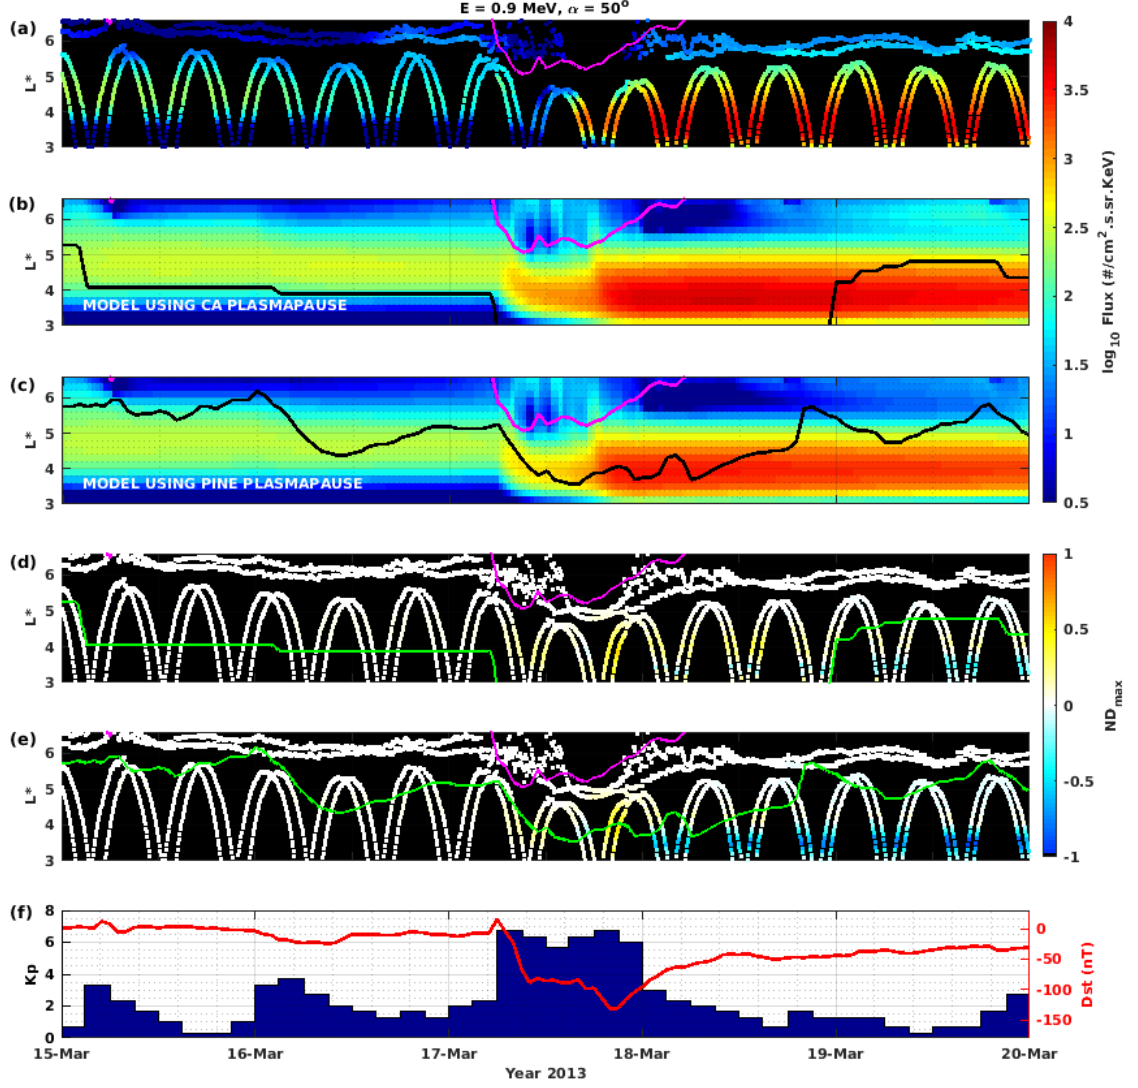 E = 0.9 MeV, α = 50°
(a)
6
5
4
3
L*
(b)
6
5
4
3
L*
MODEL USING CA PLASMAPAUSE
(c)
6
5
4
3
L*
MODEL USING PINE PLASMAPAUSE
4
3.5
3
2.5
2
1.5
1
0.5
log₁₀ Flux (#/cm².s.sr.KeV)
(d)
6
5
4
3
L*
(e)
6
5
4
3
L*
1
0.5
0
-0.5
-1
NDmax
(f)
8
6
4
2
0
Kp
0
-50
-100
-150
Dst (nT)
15-Mar 16-Mar 17-Mar 18-Mar 19-Mar 20-Mar
Year 2013